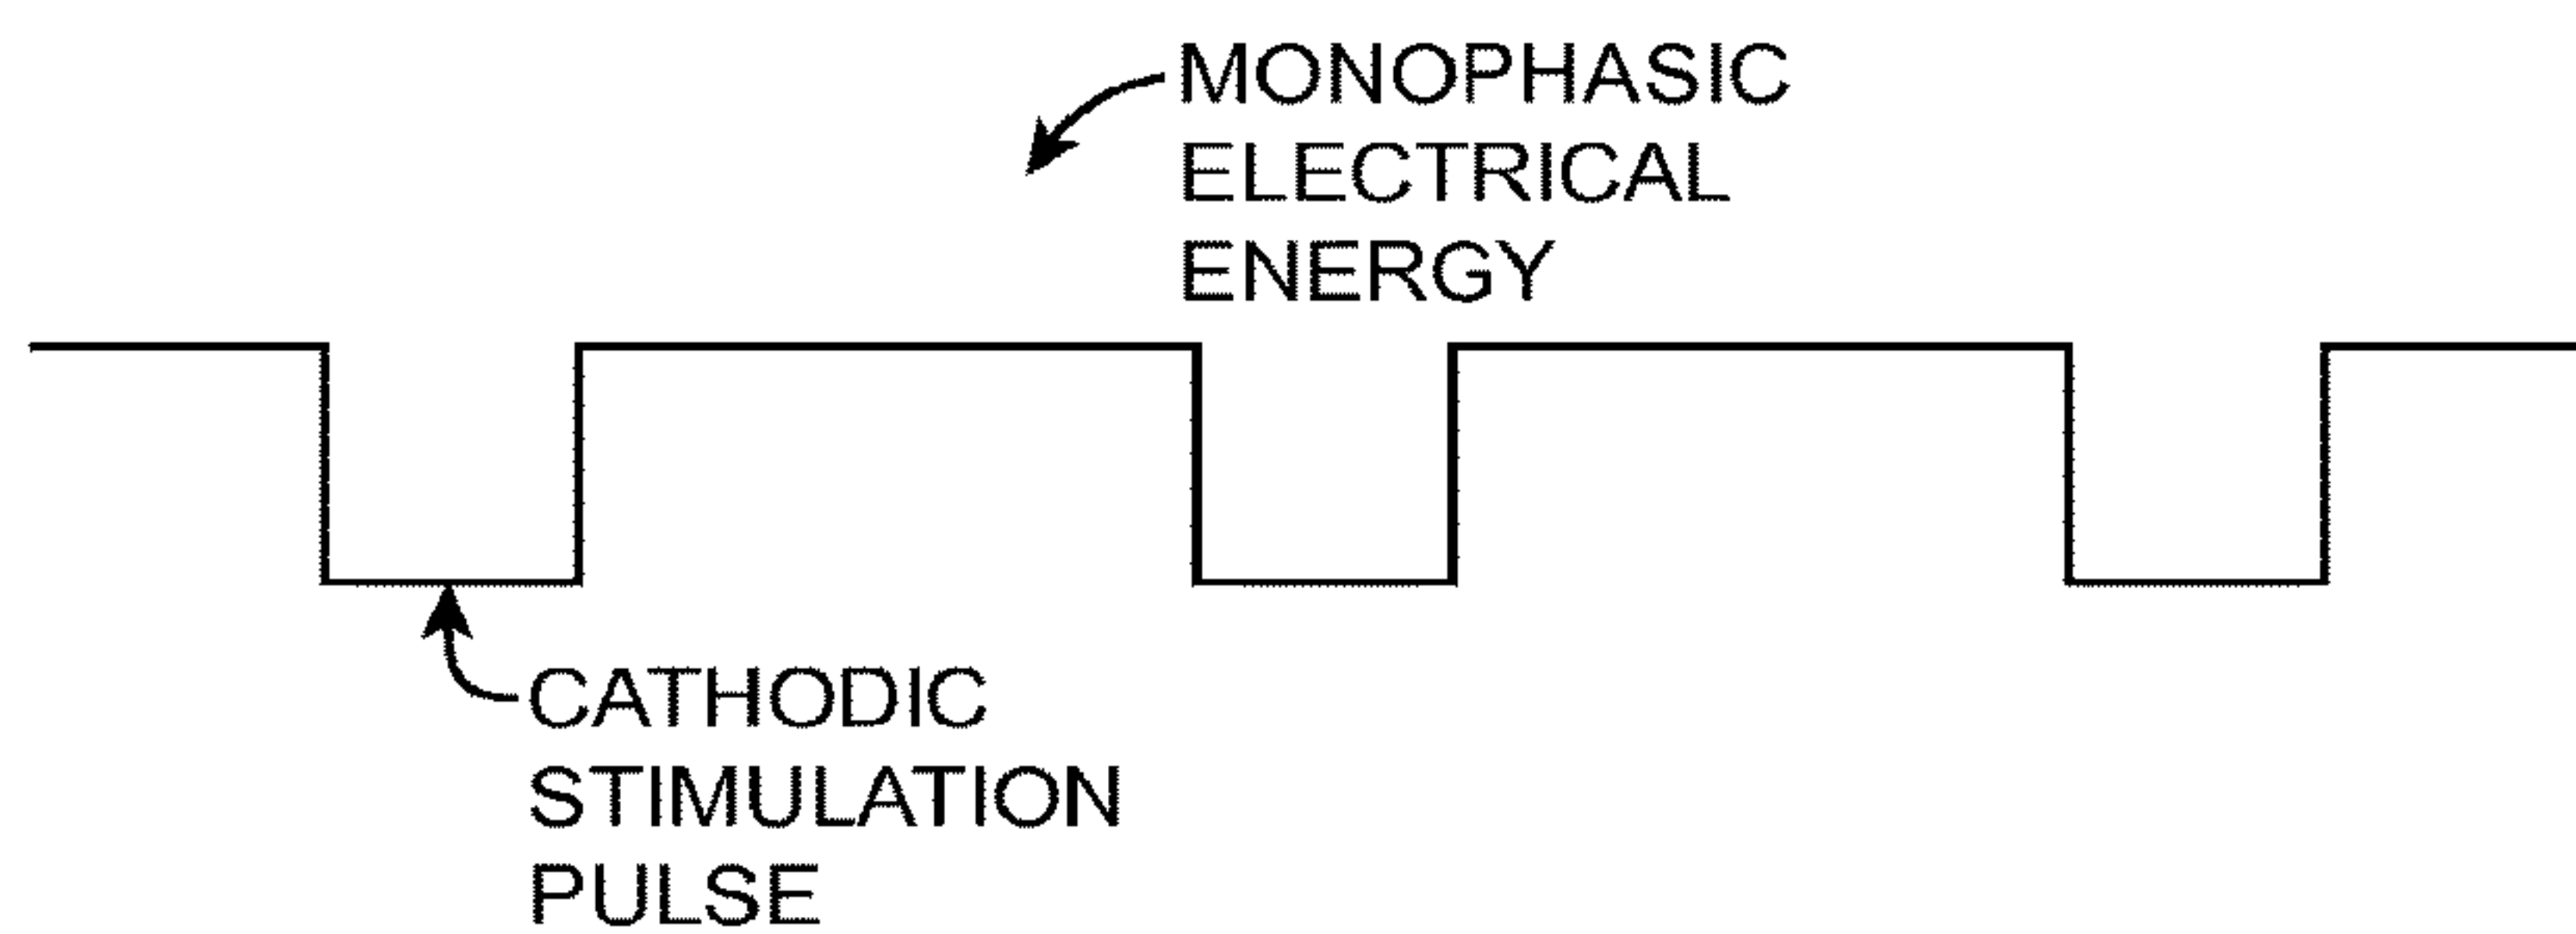 MONOPHASIC
ELECTRICAL
ENERGY
CATHODIC
STIMULATION
PULSE